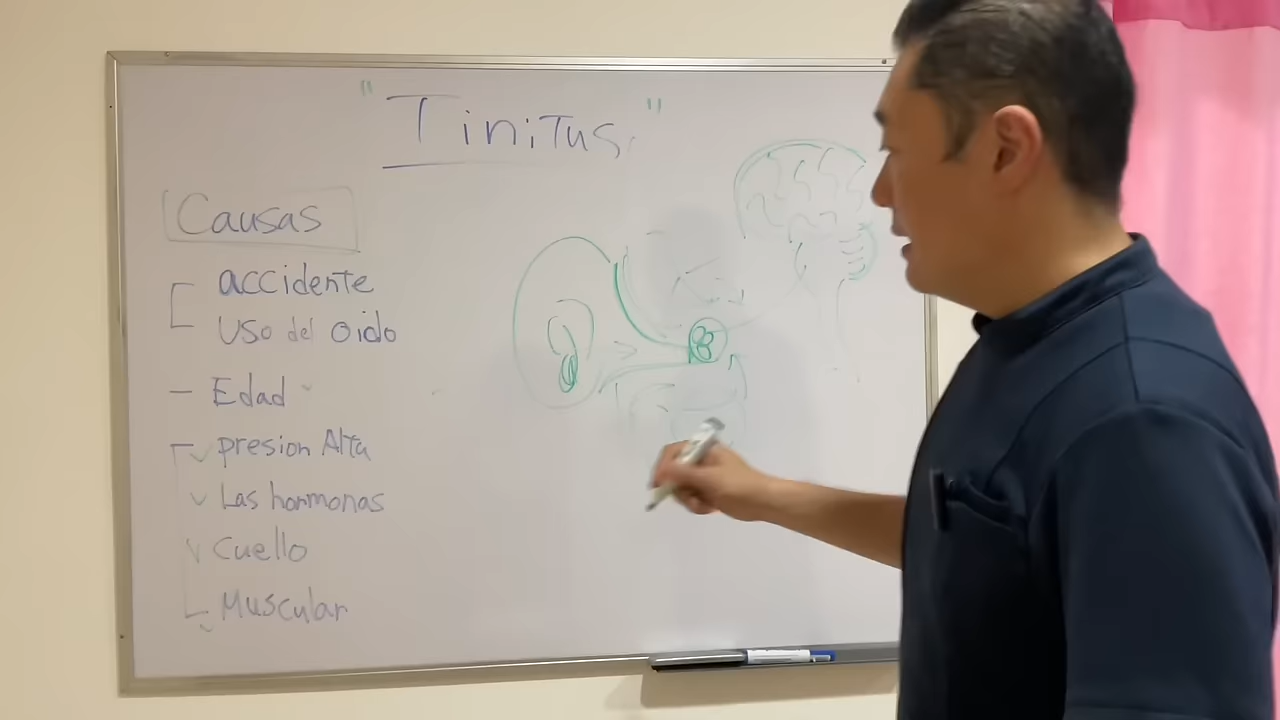 "Tinitus"
Causas
accidente
uso del oido
Edad
presion Alta
Las hormonas
Cuello
Muscular